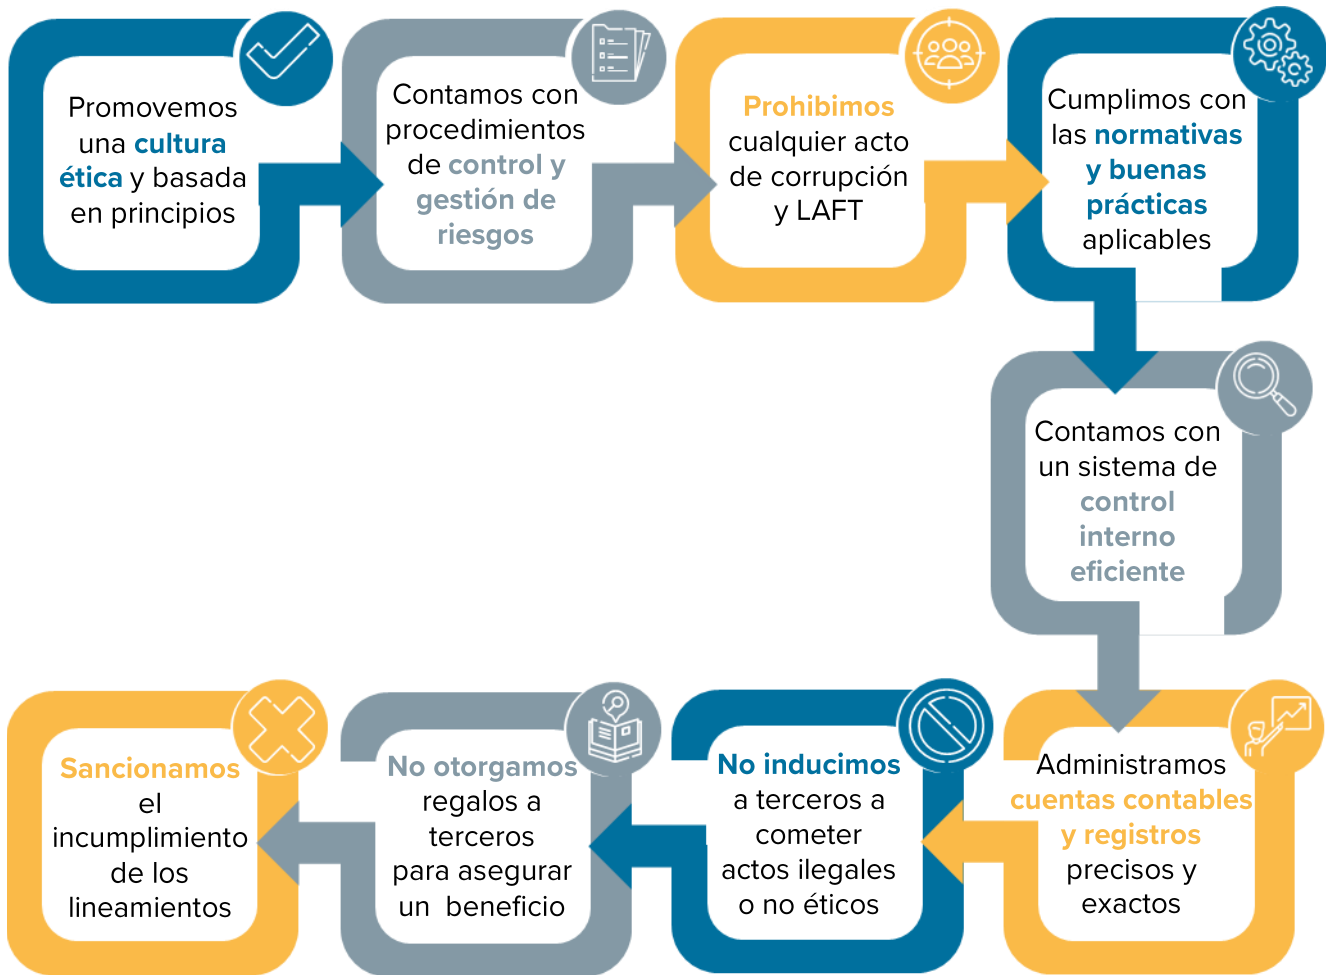 Promovemos
una cultura
ética y basada
en principios
Contamos con
procedimientos
de control y
gestión de
riesgos
Prohibimos
cualquier acto
de corrupción
y LAFT
Cumplimos con
las normativas
y buenas
prácticas
aplicables
Contamos con
un sistema de
control
interno
eficiente
Administramos
cuentas contables
y registros
precisos y
exactos
No inducimos
a terceros a
cometer
actos ilegales
o no éticos
No otorgamos
regalos a
terceros
para asegurar
un beneficio
Sancionamos
el
incumplimiento
de los
lineamientos